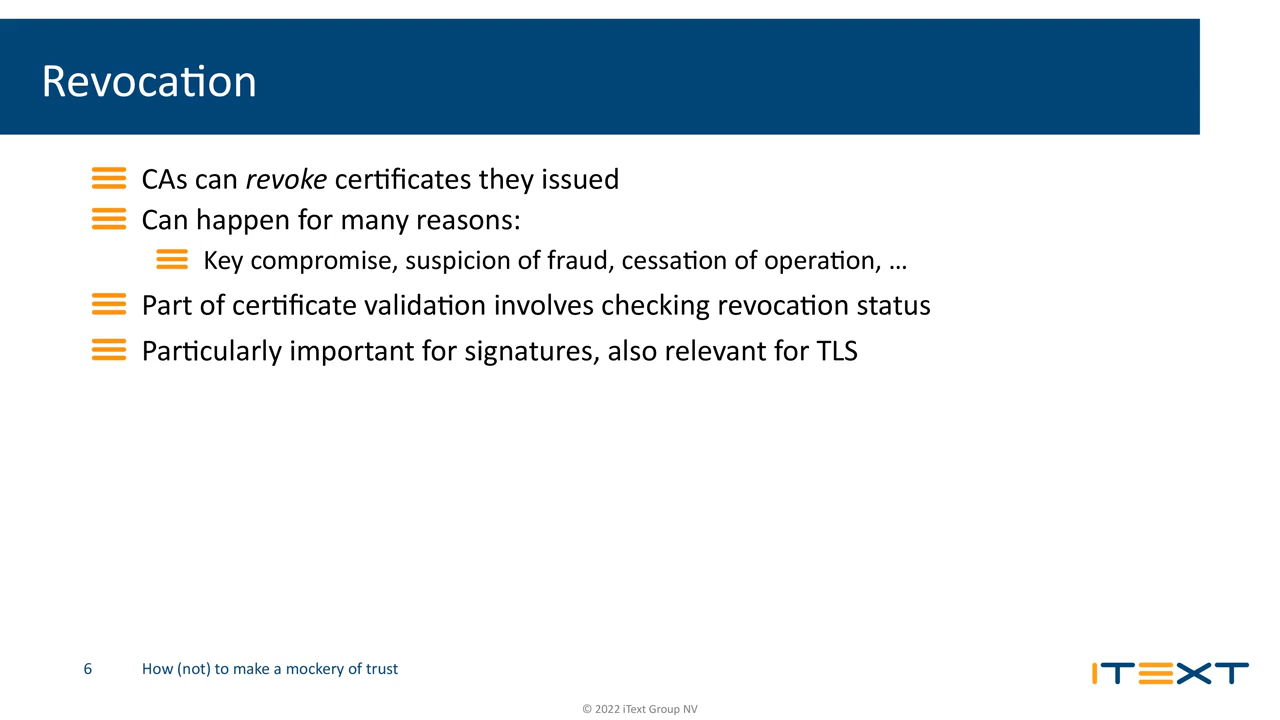 Revocation
CAs can revoke certificates they issued
Can happen for many reasons:
Key compromise, suspicion of fraud, cessation of operation, ...
Part of certificate validation involves checking revocation status
Particularly important for signatures, also relevant for TLS
6 How (not) to make a mockery of trust
ITEXT
© 2022 iText Group NV